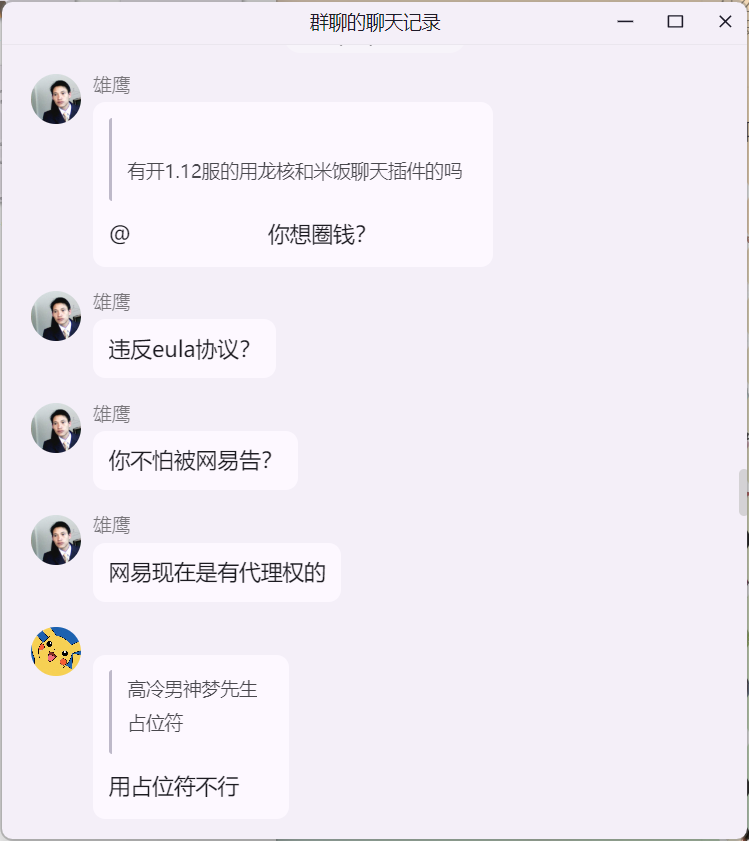 群聊的聊天记录
雄鹰
有开1.12服的用龙核和米饭聊天插件的吗
@ 你想圈钱？
雄鹰
违反eula协议？
雄鹰
你不怕被网易告？
雄鹰
网易现在是有代理权的
高冷男神梦先生
占位符
用占位符不行